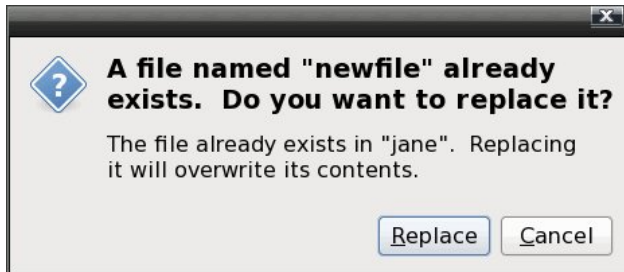 A file named "newfile" already
exists.  Do you want to replace it?
The file already exists in "jane".  Replacing
it will overwrite its contents.
Replace Cancel